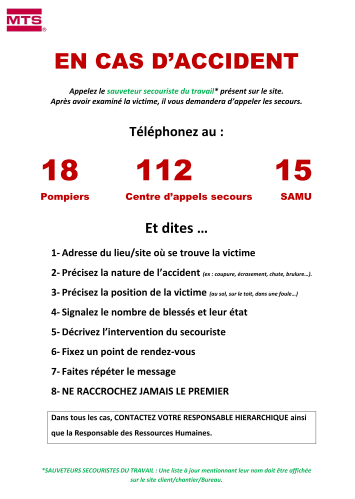 MTS®
EN CAS D’ACCIDENT
Appelez le sauveteur secouriste du travail* présent sur le site.
Après avoir examiné la victime, il vous demandera d’appeler les secours.
Téléphonez au :
18 112 15
Pompiers Centre d’appels secours SAMU
Et dites …
1- Adresse du lieu/site où se trouve la victime
2- Précisez la nature de l’accident (ex : coupure, écrasement, chute, brulure…).
3- Précisez la position de la victime (au sol, sur le toit, dans une foule…)
4- Signalez le nombre de blessés et leur état
5- Décrivez l’intervention du secouriste
6- Fixez un point de rendez-vous
7- Faites répéter le message
8- NE RACCROCHEZ JAMAIS LE PREMIER
Dans tous les cas, CONTACTEZ VOTRE RESPONSABLE HIERARCHIQUE ainsi
que la Responsable des Ressources Humaines.
*SAUVETEURS SECOURISTES DU TRAVAIL : Une liste à jour mentionnant leur nom doit être affichée
sur le site client/chantier/Bureau.